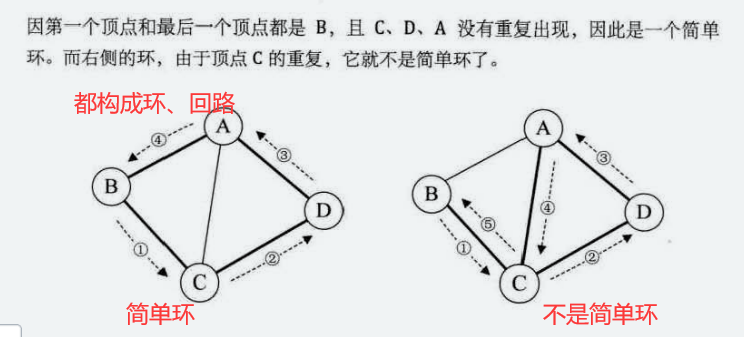 因第一个顶点和最后一个顶点都是 B，且 C、D、A 没有重复出现，因此是一个简单
环。而右侧的环，由于顶点 C 的重复，它就不是简单环了。
都构成环、回路
A
④
③
B
D
①
②
C
简单环
A
③
B
④
D
⑤
①
②
C
不是简单环